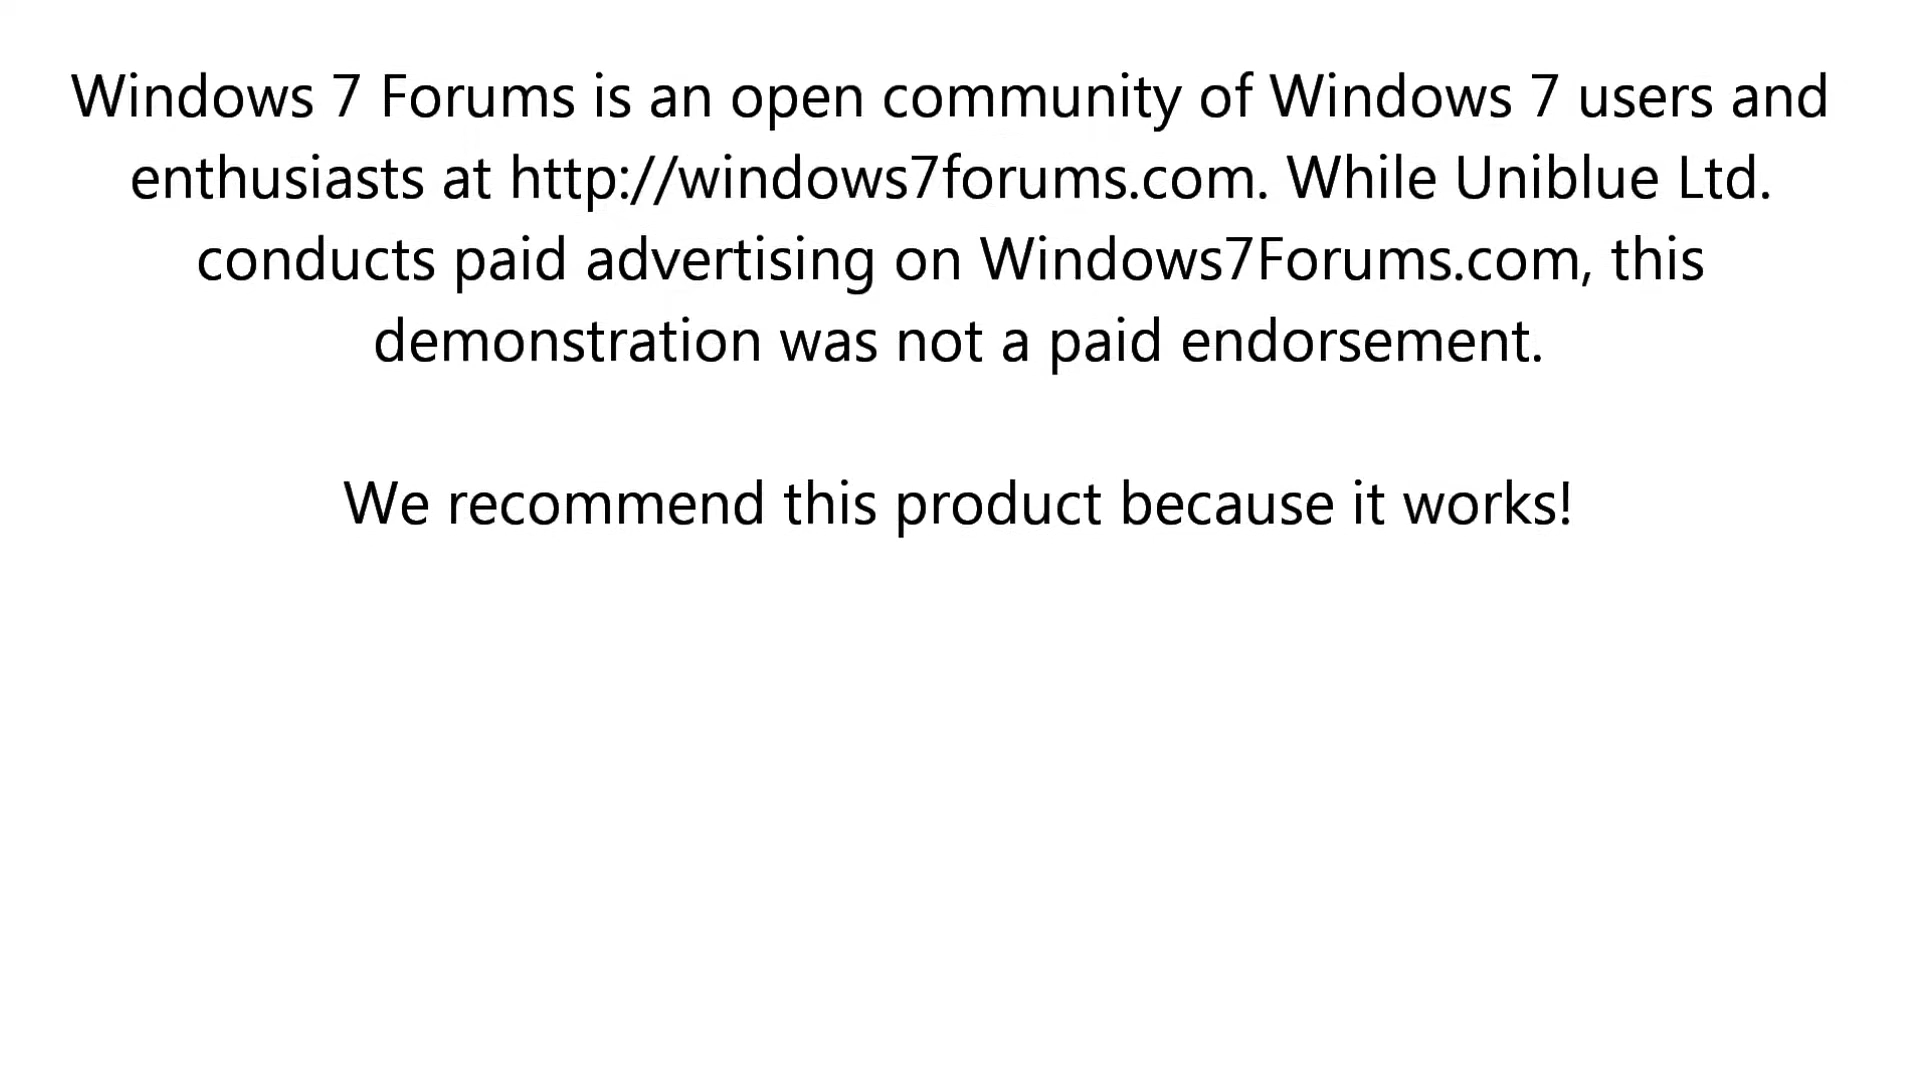 Windows 7 Forums is an open community of Windows 7 users and
enthusiasts at http://windows7forums.com. While Uniblue Ltd.
conducts paid advertising on Windows7Forums.com, this
demonstration was not a paid endorsement.
We recommend this product because it works!